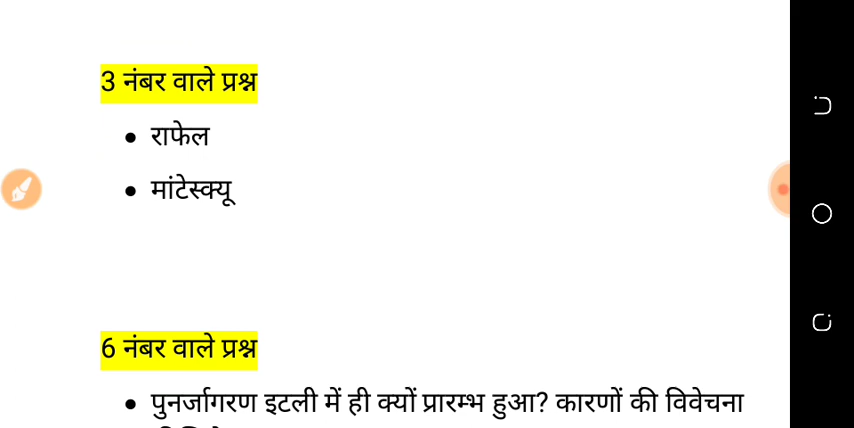 3 नंबर वाले प्रश्न
• राफेल
• मांटेस्क्यू
6 नंबर वाले प्रश्न
• पुनर्जागरण इटली में ही क्यों प्रारम्भ हुआ? कारणों की विवेचना